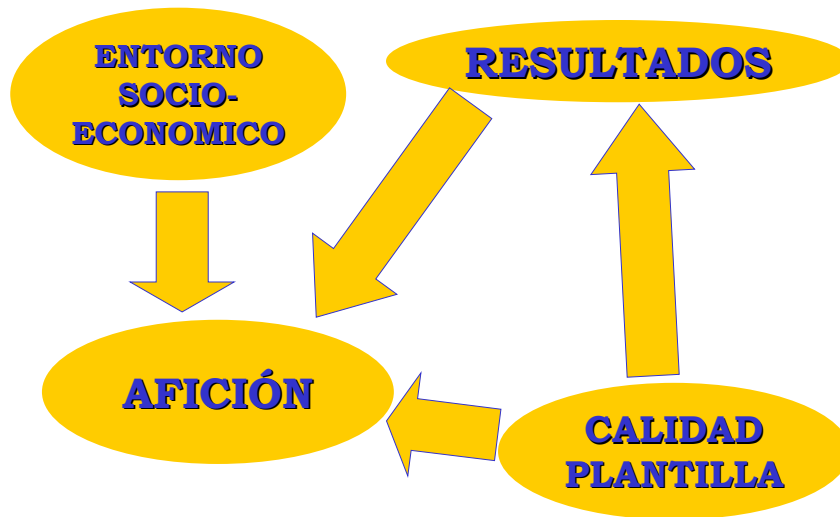 ENTORNO
SOCIO-
ECONOMICO
RESULTADOS
AFICIÓN
CALIDAD
PLANTILLA